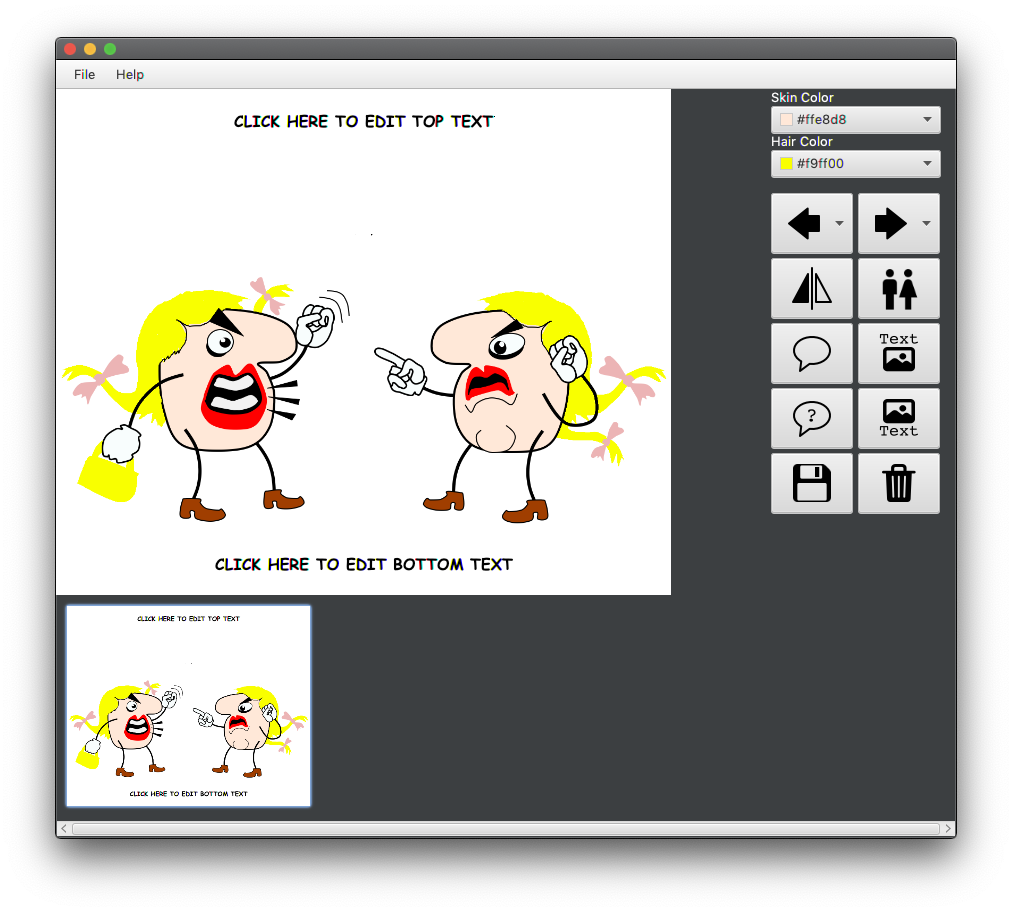 File Help
CLICK HERE TO EDIT TOP TEXT
Skin Color
#ffe8d8
Hair Color
#f9ff00
Text
?
Text
CLICK HERE TO EDIT BOTTOM TEXT
CLICK HERE TO EDIT TOP TEXT
CLICK HERE TO EDIT BOTTOM TEXT